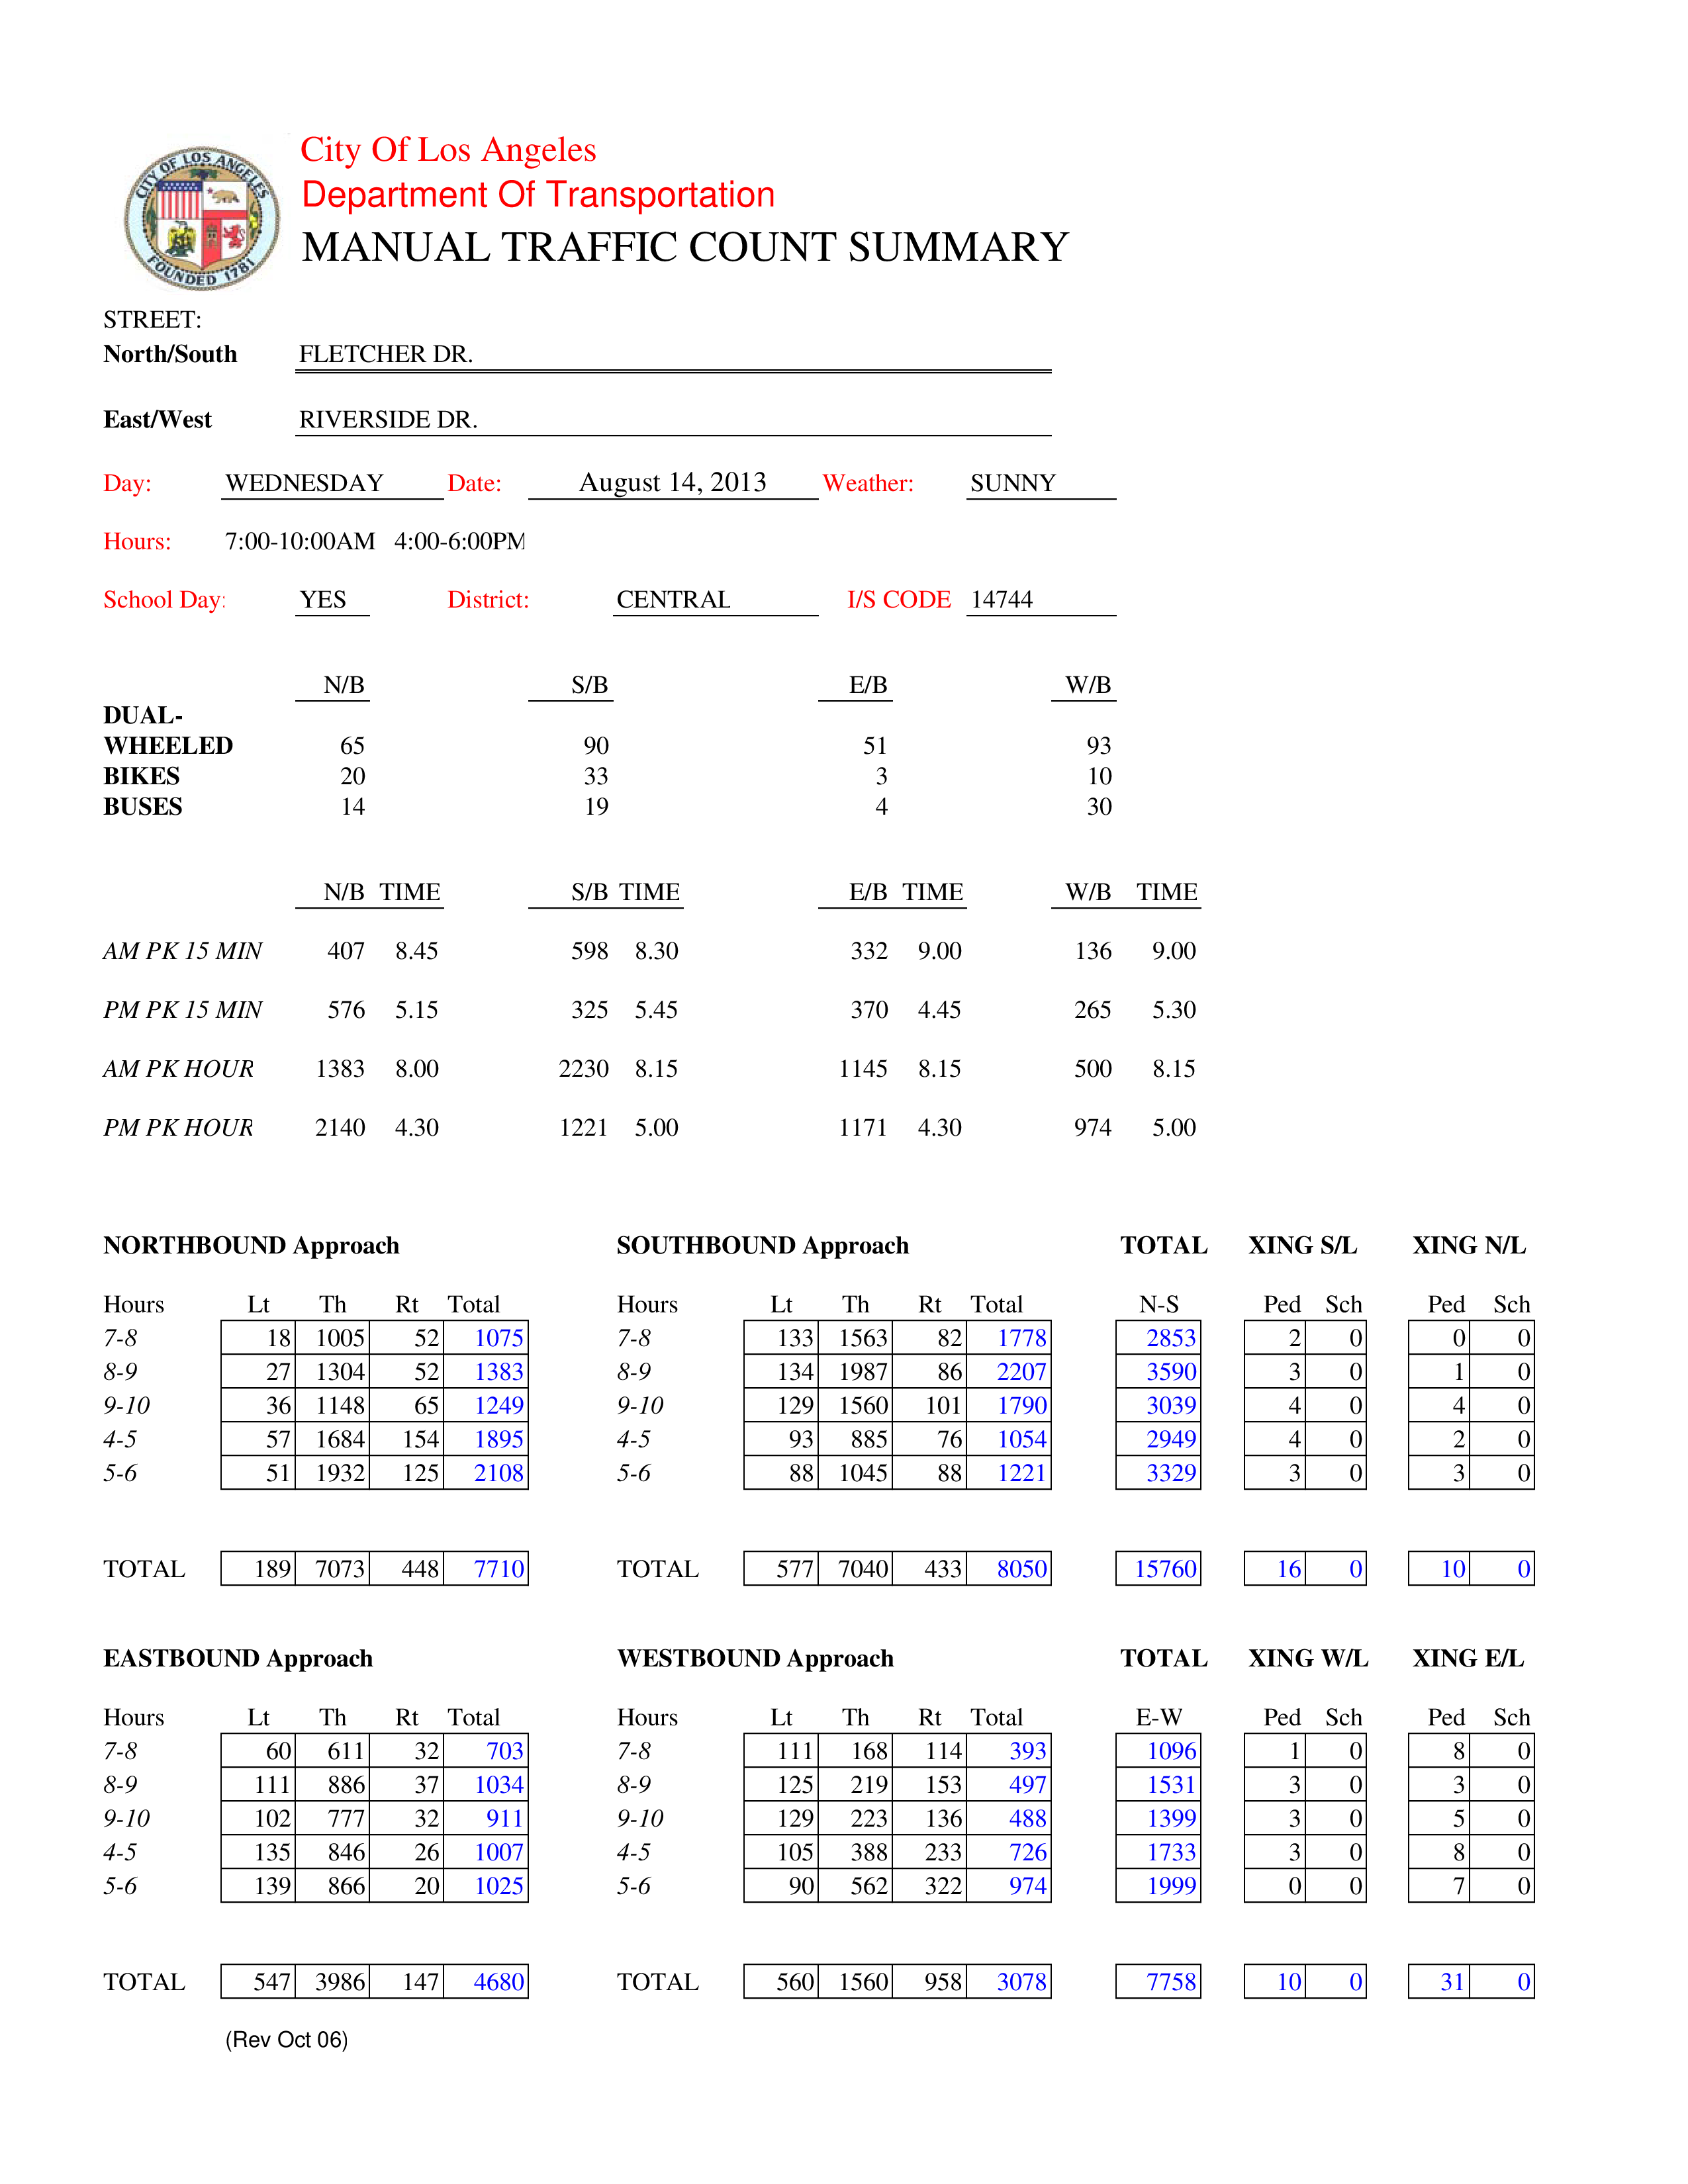 CITY OF LOS ANGELES
FOUNDED 1781
City Of Los Angeles
Department Of Transportation
MANUAL TRAFFIC COUNT SUMMARY
STREET:
North/South FLETCHER DR.
East/West RIVERSIDE DR.
Day: WEDNESDAY Date: August 14, 2013 Weather: SUNNY
Hours: 7:00-10:00AM 4:00-6:00PM
School Day: YES District: CENTRAL I/S CODE 14744
N/B S/B E/B W/B
DUAL-
WHEELED 65 90 51 93
BIKES 20 33 3 10
BUSES 14 19 4 30
N/B TIME S/B TIME E/B TIME W/B TIME
AM PK 15 MIN 407 8.45 598 8.30 332 9.00 136 9.00
PM PK 15 MIN 576 5.15 325 5.45 370 4.45 265 5.30
AM PK HOUR 1383 8.00 2230 8.15 1145 8.15 500 8.15
PM PK HOUR 2140 4.30 1221 5.00 1171 4.30 974 5.00
NORTHBOUND Approach SOUTHBOUND Approach TOTAL XING S/L XING N/L
Hours Lt Th Rt Total Hours Lt Th Rt Total N-S Ped Sch Ped Sch
7-8 18 1005 52 1075 7-8 133 1563 82 1778 2853 2 0 0 0
8-9 27 1304 52 1383 8-9 134 1987 86 2207 3590 3 0 1 0
9-10 36 1148 65 1249 9-10 129 1560 101 1790 3039 4 0 4 0
4-5 57 1684 154 1895 4-5 93 885 76 1054 2949 4 0 2 0
5-6 51 1932 125 2108 5-6 88 1045 88 1221 3329 3 0 3 0
TOTAL 189 7073 448 7710 TOTAL 577 7040 433 8050 15760 16 0 10 0
EASTBOUND Approach WESTBOUND Approach TOTAL XING W/L XING E/L
Hours Lt Th Rt Total Hours Lt Th Rt Total E-W Ped Sch Ped Sch
7-8 60 611 32 703 7-8 111 168 114 393 1096 1 0 8 0
8-9 111 886 37 1034 8-9 125 219 153 497 1531 3 0 3 0
9-10 102 777 32 911 9-10 129 223 136 488 1399 3 0 5 0
4-5 135 846 26 1007 4-5 105 388 233 726 1733 3 0 8 0
5-6 139 866 20 1025 5-6 90 562 322 974 1999 0 0 7 0
TOTAL 547 3986 147 4680 TOTAL 560 1560 958 3078 7758 10 0 31 0
(Rev Oct 06)